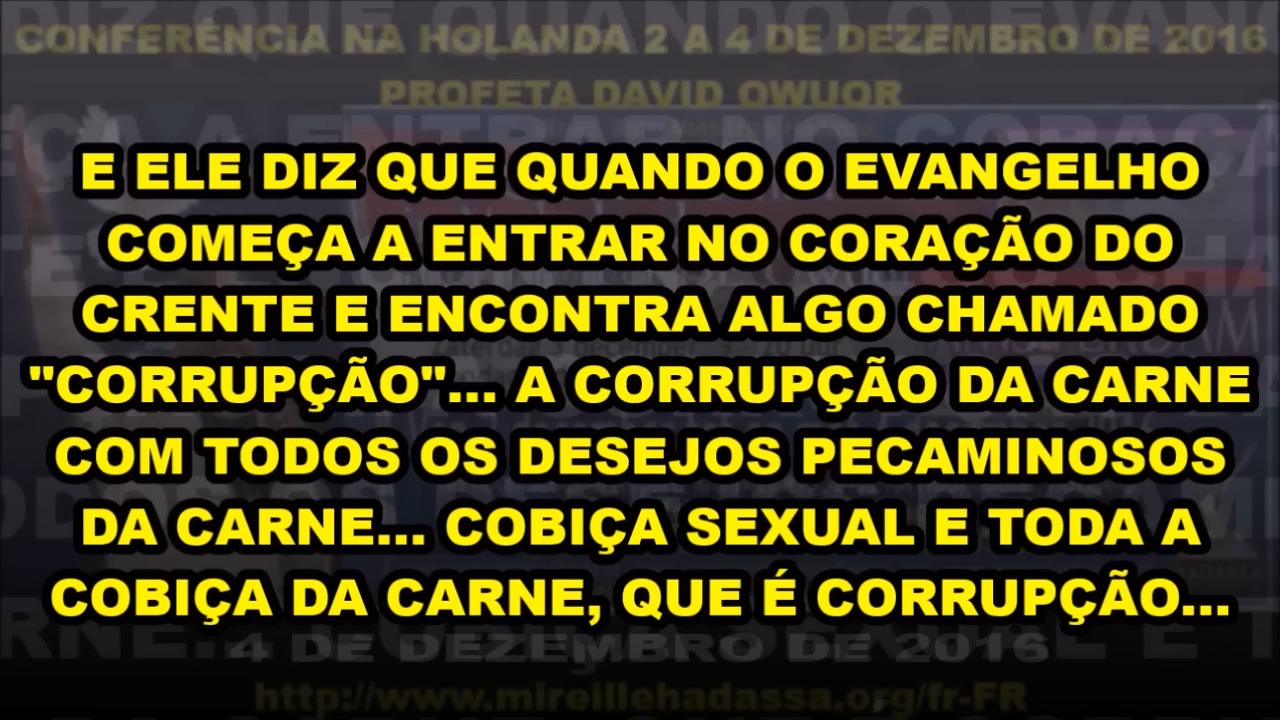 CONFERÊNCIA NA HOLANDA 2 A 4 DE DEZEMBRO DE 2016
PROFETA DAVID OWUOR
E ELE DIZ QUE QUANDO O EVANGELHO
COMEÇA A ENTRAR NO CORAÇÃO DO
CRENTE E ENCONTRA ALGO CHAMADO
"CORRUPÇÃO"... A CORRUPÇÃO DA CARNE
COM TODOS OS DESEJOS PECAMINOSOS
DA CARNE... COBIÇA SEXUAL E TODA A
COBIÇA DA CARNE, QUE É CORRUPÇÃO...
4 DE DEZEMBRO DE 2016
http://www.mireillehadassa.org/fr-FR